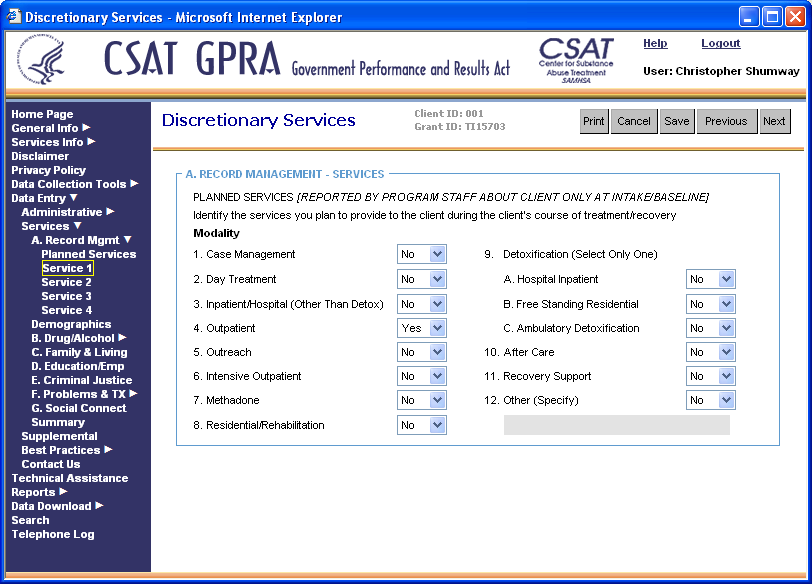 Discretionary Services - Microsoft Internet Explorer
CSAT GPRA Government Performance and Results Act
CSAT
Center for Substance
Abuse Treatment
SAMHSA
Help Logout
User: Christopher Shumway
Home Page
General Info
Services Info
Disclaimer
Privacy Policy
Data Collection Tools
Data Entry
Administrative
Services
A. Record Mgmt
Planned Services
Service 1
Service 2
Service 3
Service 4
Demographics
B. Drug/Alcohol
C. Family & Living
D. Education/Emp
E. Criminal Justice
F. Problems & TX
G. Social Connect
Summary
Supplemental
Best Practices
Contact Us
Technical Assistance
Reports
Data Download
Search
Telephone Log
Discretionary Services
Client ID: 001
Grant ID: TI15703
Print Cancel Save Previous Next
A. RECORD MANAGEMENT - SERVICES
PLANNED SERVICES [REPORTED BY PROGRAM STAFF ABOUT CLIENT ONLY AT INTAKE/BASELINE]
Identify the services you plan to provide to the client during the client's course of treatment/recovery
Modality
1. Case Management No
2. Day Treatment No
3. Inpatient/Hospital (Other Than Detox) No
4. Outpatient Yes
5. Outreach No
6. Intensive Outpatient No
7. Methadone No
8. Residential/Rehabilitation No
9. Detoxification (Select Only One)
A. Hospital Inpatient No
B. Free Standing Residential No
C. Ambulatory Detoxification No
10. After Care No
11. Recovery Support No
12. Other (Specify) No